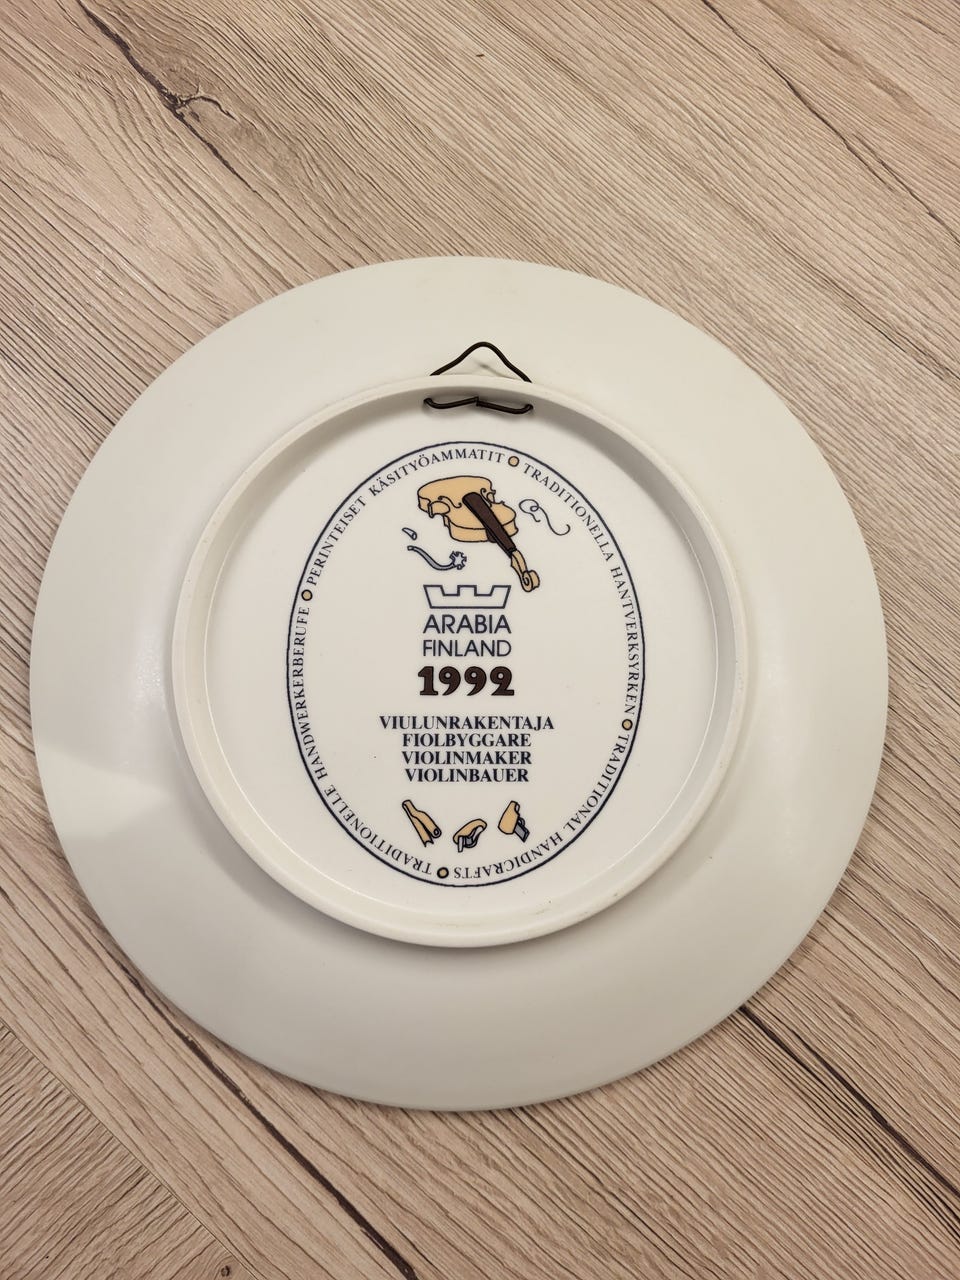 PERINTEISET KÄSITYÖAMMATIT
TRADITIONELLA HANTVERKSYRKEN
TRADITIONAL HANDICRAFTS
TRADITIONELLE HANDWERKERBERUFE
ARABIA
FINLAND
1992
VIULUNRAKENTAJA
FIOLBYGGARE
VIOLINMAKER
VIOLINBAUER